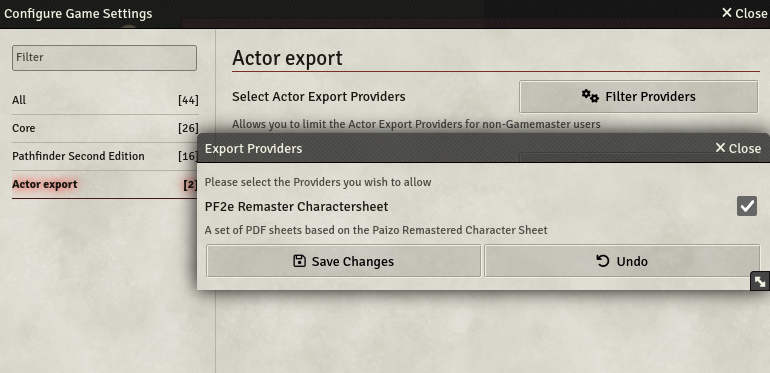 Configure Game Settings
Close
Filter
All [44]
Core [26]
Pathfinder Second Edition [16]
Actor export [2]
Actor export
Select Actor Export Providers
Filter Providers
Allows you to limit the Actor Export Providers for non-Gamemaster users
Export Providers
Close
Please select the Providers you wish to allow
PF2e Remaster Charactersheet
A set of PDF sheets based on the Paizo Remastered Character Sheet
Save Changes
Undo